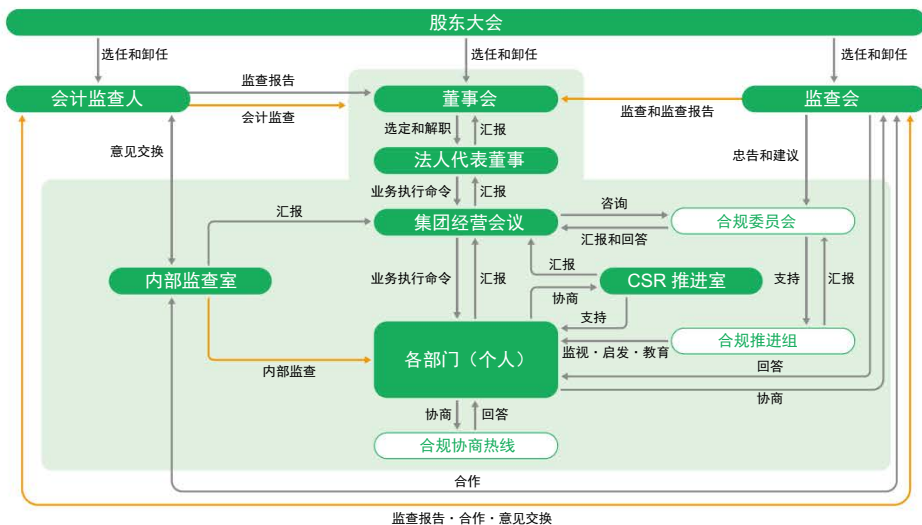 股东大会
选任和卸任
选任和卸任
选任和卸任
监查报告
会计监查人
董事会
监查会
会计监查
监查和监查报告
选定和解职
汇报
意见交换
忠告和建议
法人代表董事
业务执行命令
汇报
咨询
汇报
集团经营会议
合规委员会
汇报和回答
汇报
内部监查室
业务执行命令
汇报
CSR 推进室
支持
汇报
协商
支持
合规推进组
监视・启发・教育
各部门（个人）
内部监查
回答
协商
协商
回答
合规协商热线
合作
监查报告・合作・意见交换